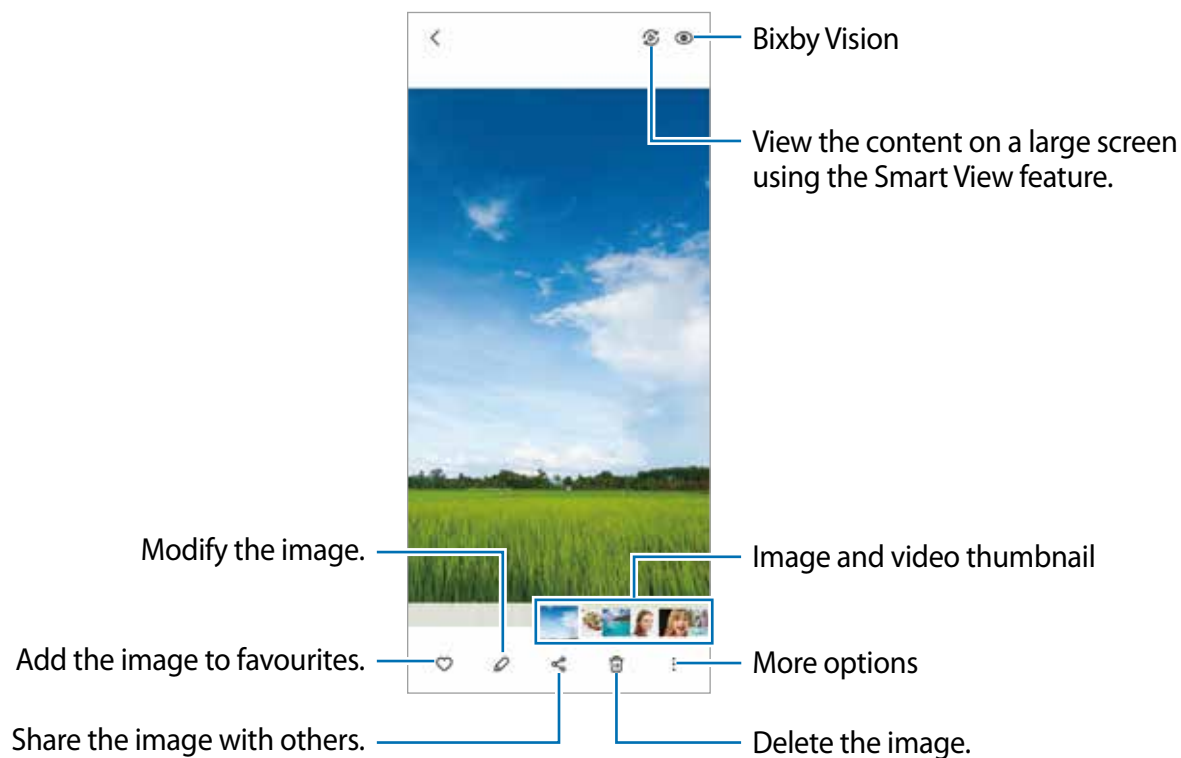 Bixby Vision
View the content on a large screen
using the Smart View feature.
Modify the image.
Image and video thumbnail
Add the image to favourites.
More options
Share the image with others.
Delete the image.